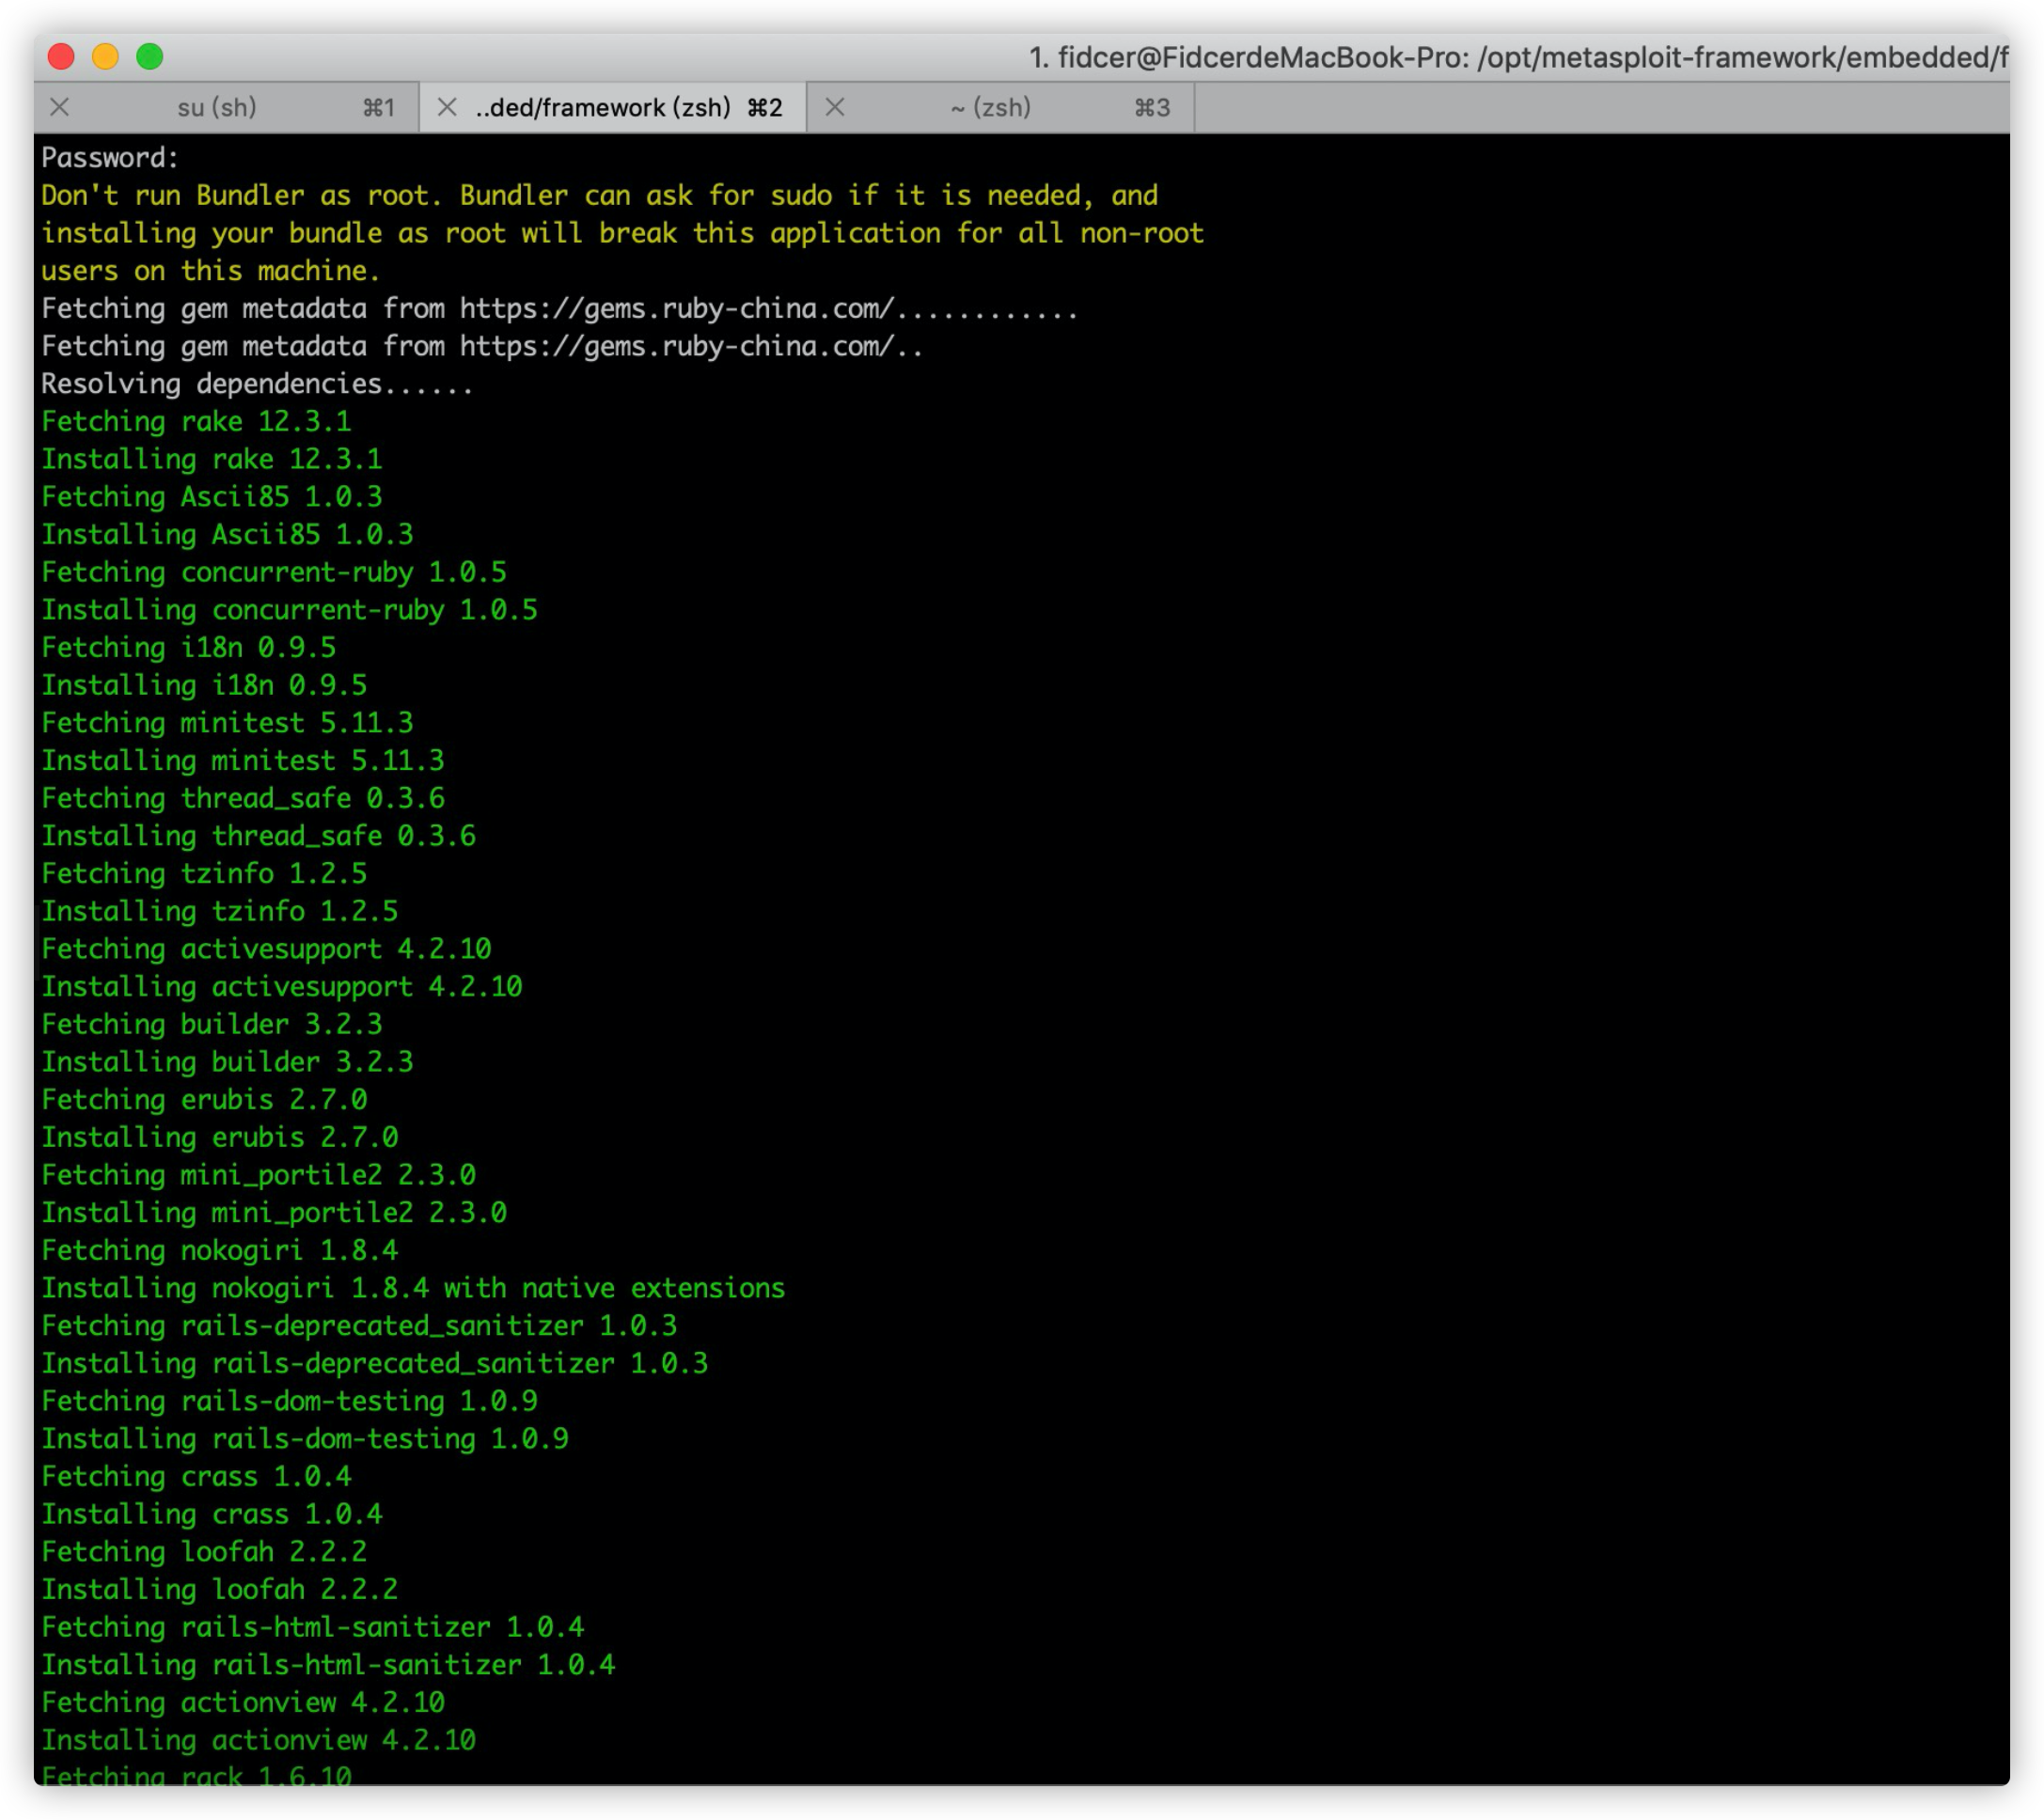 1. fidcer@FidcerdeMacBook-Pro: /opt/metasploit-framework/embedded/f
su (sh) ⌘1 ..ded/framework (zsh) ⌘2 ~ (zsh) ⌘3
Password:
Don't run Bundler as root. Bundler can ask for sudo if it is needed, and
installing your bundle as root will break this application for all non-root
users on this machine.
Fetching gem metadata from https://gems.ruby-china.com/............
Fetching gem metadata from https://gems.ruby-china.com/..
Resolving dependencies......
Fetching rake 12.3.1
Installing rake 12.3.1
Fetching Ascii85 1.0.3
Installing Ascii85 1.0.3
Fetching concurrent-ruby 1.0.5
Installing concurrent-ruby 1.0.5
Fetching i18n 0.9.5
Installing i18n 0.9.5
Fetching minitest 5.11.3
Installing minitest 5.11.3
Fetching thread_safe 0.3.6
Installing thread_safe 0.3.6
Fetching tzinfo 1.2.5
Installing tzinfo 1.2.5
Fetching activesupport 4.2.10
Installing activesupport 4.2.10
Fetching builder 3.2.3
Installing builder 3.2.3
Fetching erubis 2.7.0
Installing erubis 2.7.0
Fetching mini_portile2 2.3.0
Installing mini_portile2 2.3.0
Fetching nokogiri 1.8.4
Installing nokogiri 1.8.4 with native extensions
Fetching rails-deprecated_sanitizer 1.0.3
Installing rails-deprecated_sanitizer 1.0.3
Fetching rails-dom-testing 1.0.9
Installing rails-dom-testing 1.0.9
Fetching crass 1.0.4
Installing crass 1.0.4
Fetching loofah 2.2.2
Installing loofah 2.2.2
Fetching rails-html-sanitizer 1.0.4
Installing rails-html-sanitizer 1.0.4
Fetching actionview 4.2.10
Installing actionview 4.2.10
Fetching rack 1.6.10